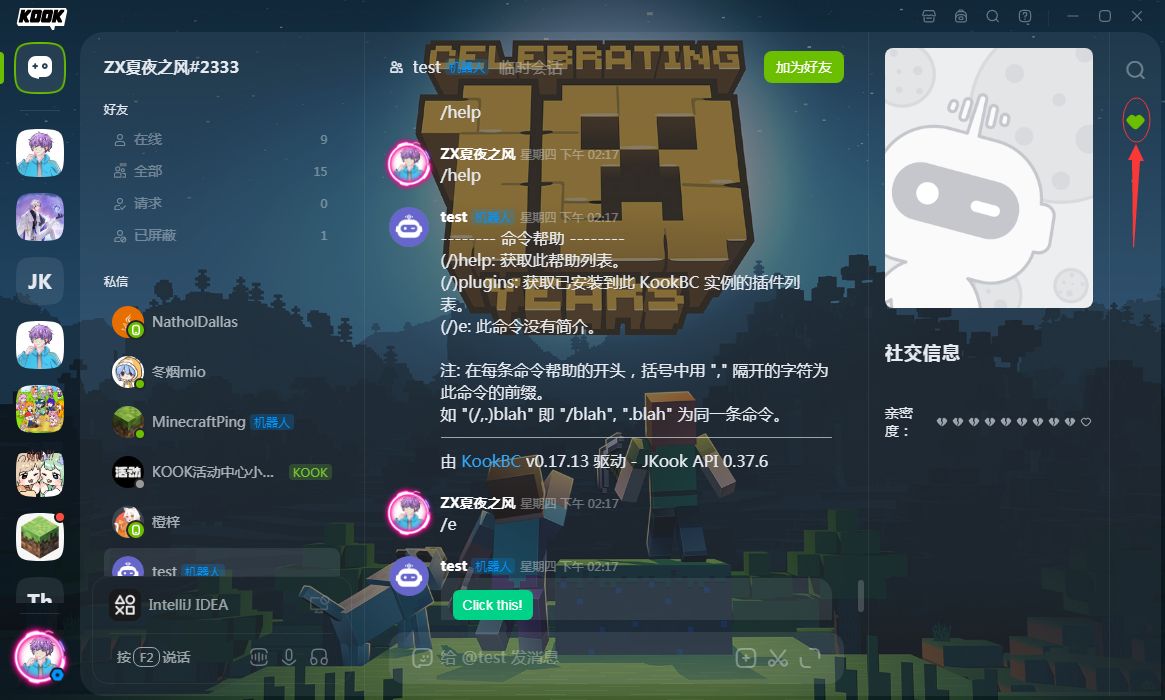 KOOK
ZX夏夜之风#2333
好友
在线 9
全部 15
请求 0
已屏蔽 1
私信
NatholDallas
冬烟mio
MinecraftPing 机器人
活动 KOOK活动中心小... KOOK
橙梓
test 机器人
IntelliJ IDEA
按 F2 说话
JK
Th
test 机器人 临时会话
加为好友
CELEBRATING
YEARS
/help
ZX夏夜之风 星期四 下午 02:17
/help
test 机器人 星期四 下午 02:17
-------- 命令帮助 --------
(/)help: 获取此帮助列表。
(/)plugins: 获取已安装到此 KookBC 实例的插件列
表。
(/)e: 此命令没有简介。
注: 在每条命令帮助的开头，括号中用 "," 隔开的字符为
此命令的前缀。
如 "(/,.)blah" 即 "/blah", ".blah" 为同一条命令。
由 KookBC v0.17.13 驱动 - JKook API 0.37.6
ZX夏夜之风 星期四 下午 02:17
/e
test 机器人 星期四 下午 02:17
Click this!
给 @test 发消息
社交信息
亲密
度：